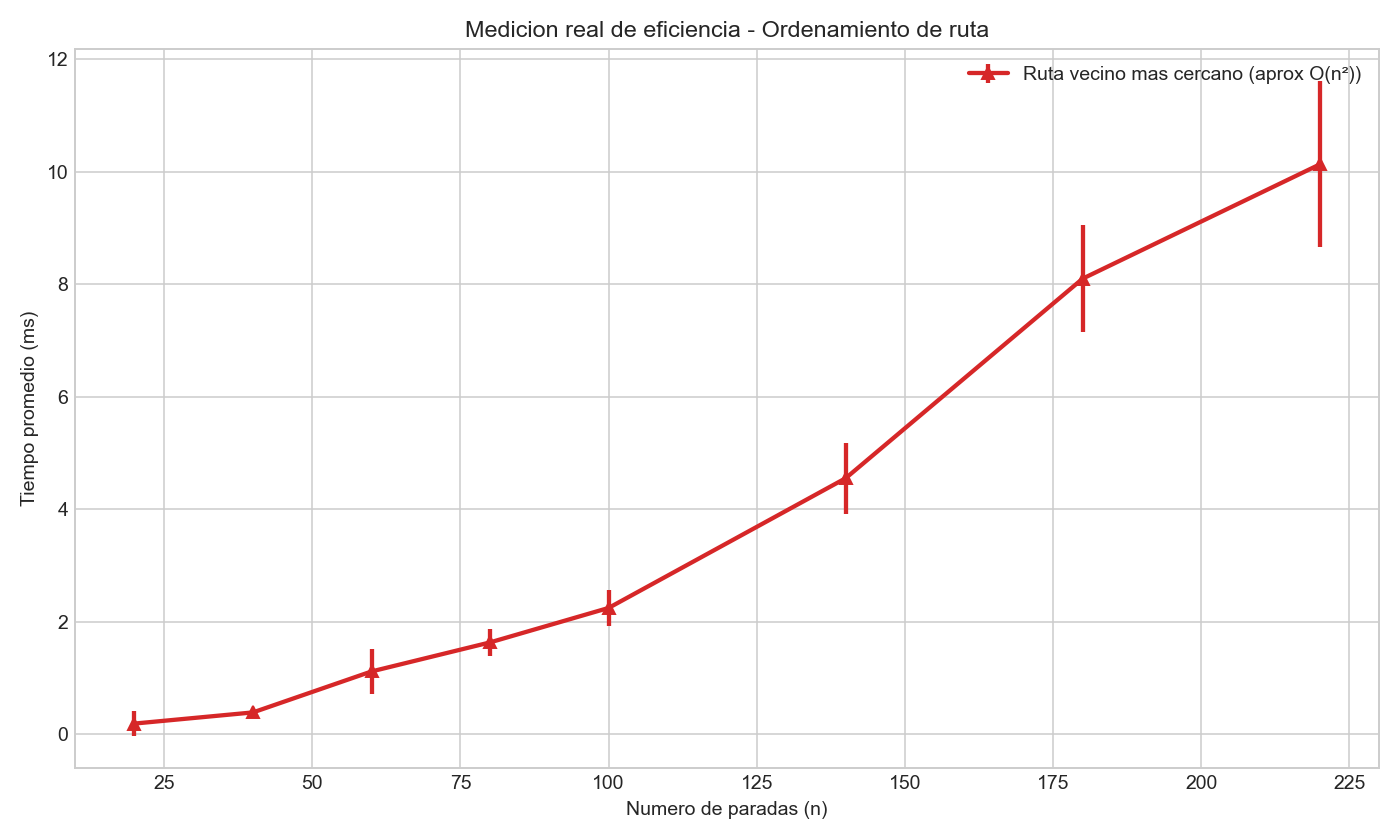 Medicion real de eficiencia - Ordenamiento de ruta
Ruta vecino mas cercano (aprox O(n²))
Tiempo promedio (ms)
12
10
8
6
4
2
0
25 50 75 100 125 150 175 200 225
Numero de paradas (n)